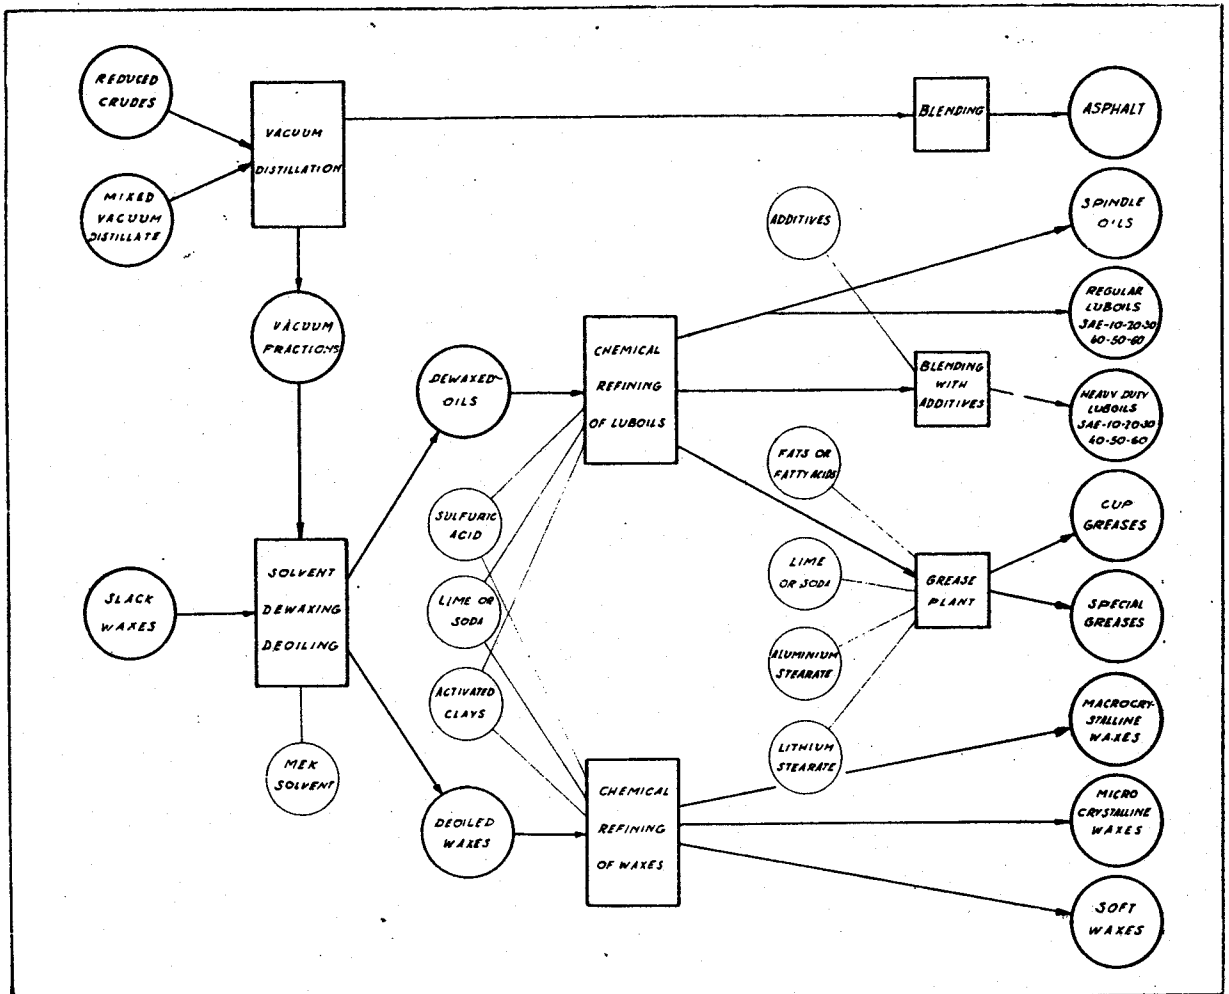 REDUCED
CRUDES
VACUUM
DISTILLATION
BLENDING
ASPHALT
MIXED
VACUUM
DISTILLATE
ADDITIVES
SPINDLE
OILS
VACUUM
FRACTIONS
REGULAR
LUBOILS
SAE-10-20-30
40-50-60
DEWAXED-
OILS
CHEMICAL
REFINING
OF LUBOILS
BLENDING
WITH
ADDITIVES
HEAVY DUTY
LUBOILS
SAE-10-20-30
40-50-60
FATS OR
FATTY ACIDS
SULFURIC
ACID
CUP
GREASES
SLACK
WAXES
SOLVENT
DEWAXING
DEOILING
LIME OR
SODA
LIME
OR SODA
GREASE
PLANT
SPECIAL
GREASES
ACTIVATED
CLAYS
ALUMINIUM
STEARATE
MEK
SOLVENT
LITHIUM
STEARATE
MACROCRY-
STALLINE
WAXES
DEOILED
WAXES
CHEMICAL
REFINING
OF WAXES
MICRO
CRYSTALLINE
WAXES
SOFT
WAXES